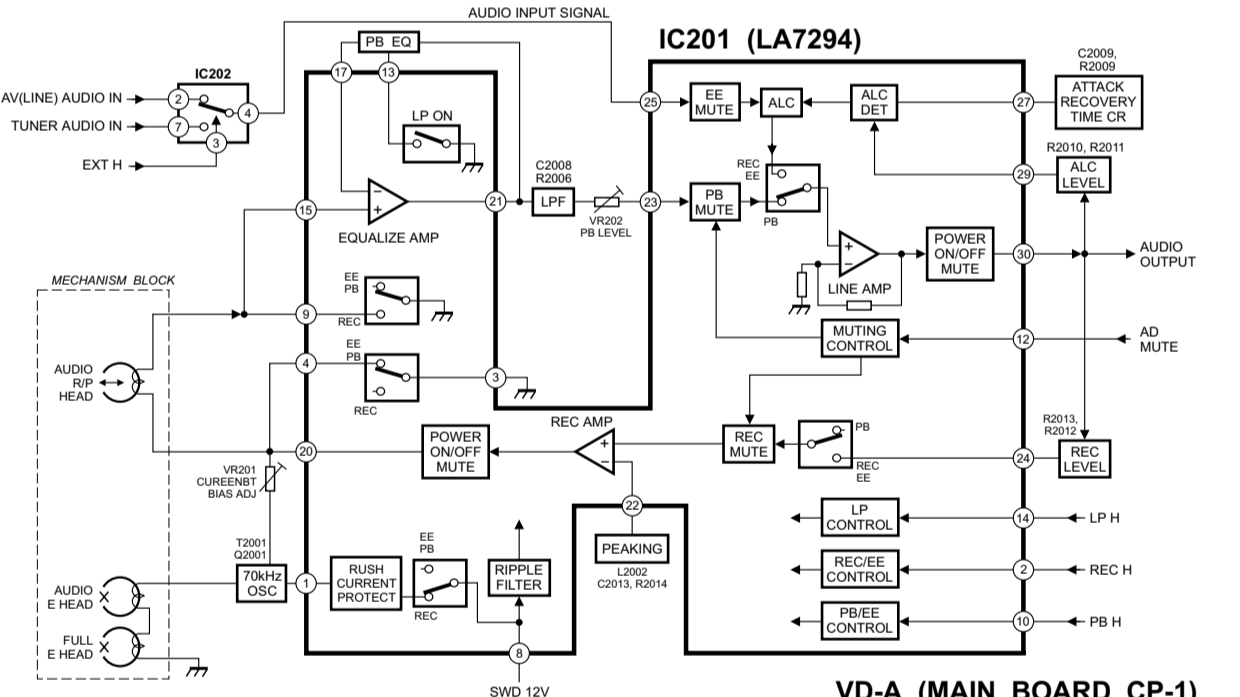 AUDIO INPUT SIGNAL
IC201 (LA7294)
PB EQ
17
13
IC202
AV(LINE) AUDIO IN
2
4
TUNER AUDIO IN
7
3
EXT H
LP ON
25
EE
MUTE
ALC
ALC
DET
27
C2009,
R2009
ATTACK
RECOVERY
TIME CR
R2010, R2011
29
ALC
LEVEL
C2008
R2006
15
21
LPF
VR202
PB LEVEL
23
PB
MUTE
REC
EE
PB
EQUALIZE AMP
LINE AMP
POWER
ON/OFF
MUTE
30
AUDIO
OUTPUT
MECHANISM BLOCK
9
EE
PB
REC
4
EE
PB
REC
3
MUTING
CONTROL
12
AD
MUTE
AUDIO
R/P
HEAD
20
POWER
ON/OFF
MUTE
REC AMP
REC
MUTE
PB
REC
EE
24
R2013,
R2012
REC
LEVEL
VR201
CUREENBT
BIAS ADJ
22
PEAKING
L2002
C2013, R2014
LP
CONTROL
14
LP H
T2001
Q2001
70kHz
OSC
1
RUSH
CURRENT
PROTECT
EE
PB
REC
RIPPLE
FILTER
REC/EE
CONTROL
2
REC H
AUDIO
E HEAD
FULL
E HEAD
PB/EE
CONTROL
10
PB H
8
SWD 12V
VD-A (MAIN BOARD CP-1)